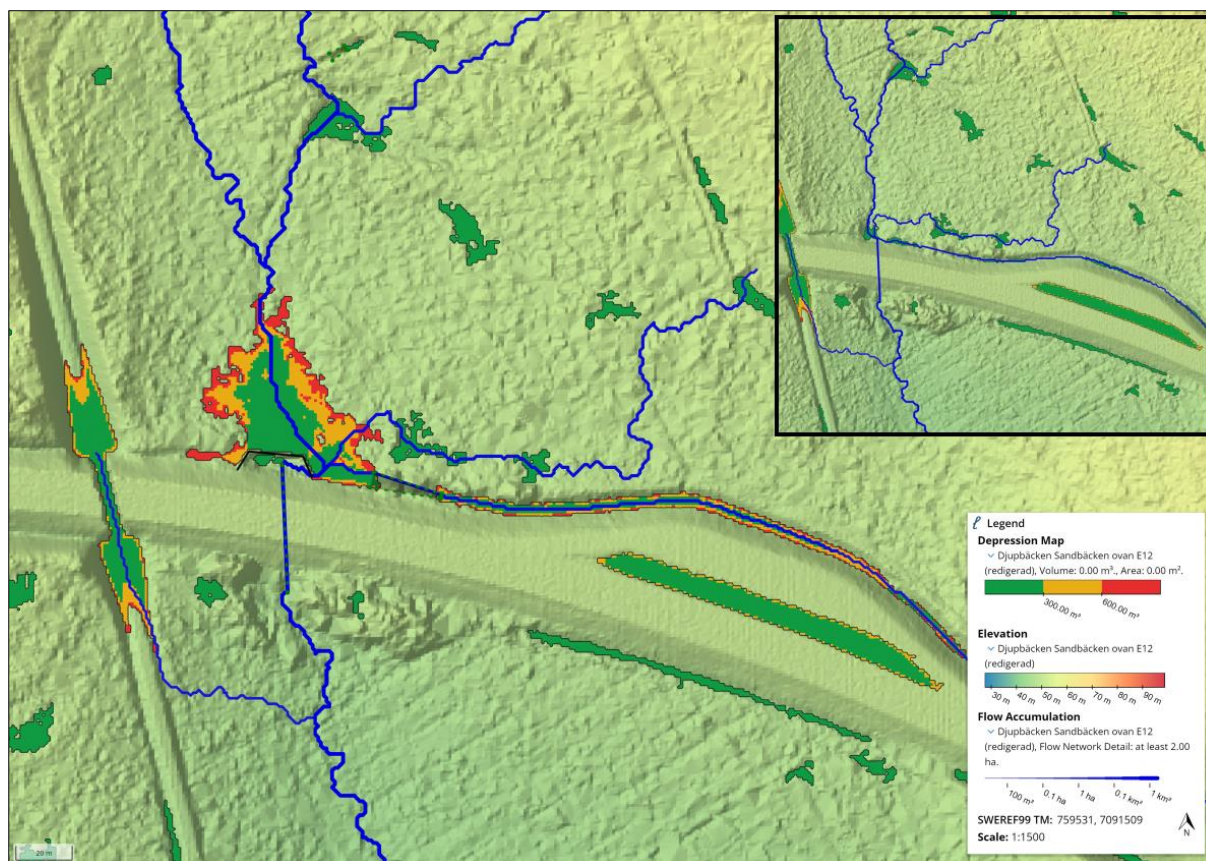 Legend
Depression Map
Djupbäcken Sandbäcken ovan E12
(redigerad), Volume: 0.00 m³., Area: 0.00 m².
300.00 m³ 600.00 m³
Elevation
Djupbäcken Sandbäcken ovan E12
(redigerad)
30 m 40 m 50 m 60 m 70 m 80 m 90 m
Flow Accumulation
Djupbäcken Sandbäcken ovan E12
(redigerad), Flow Network Detail: at least 2.00
ha.
100 m² 0.1 ha 1 ha 0.1 km² 1 km²
SWEREF99 TM: 759531, 7091509
Scale: 1:1500
N
20 m